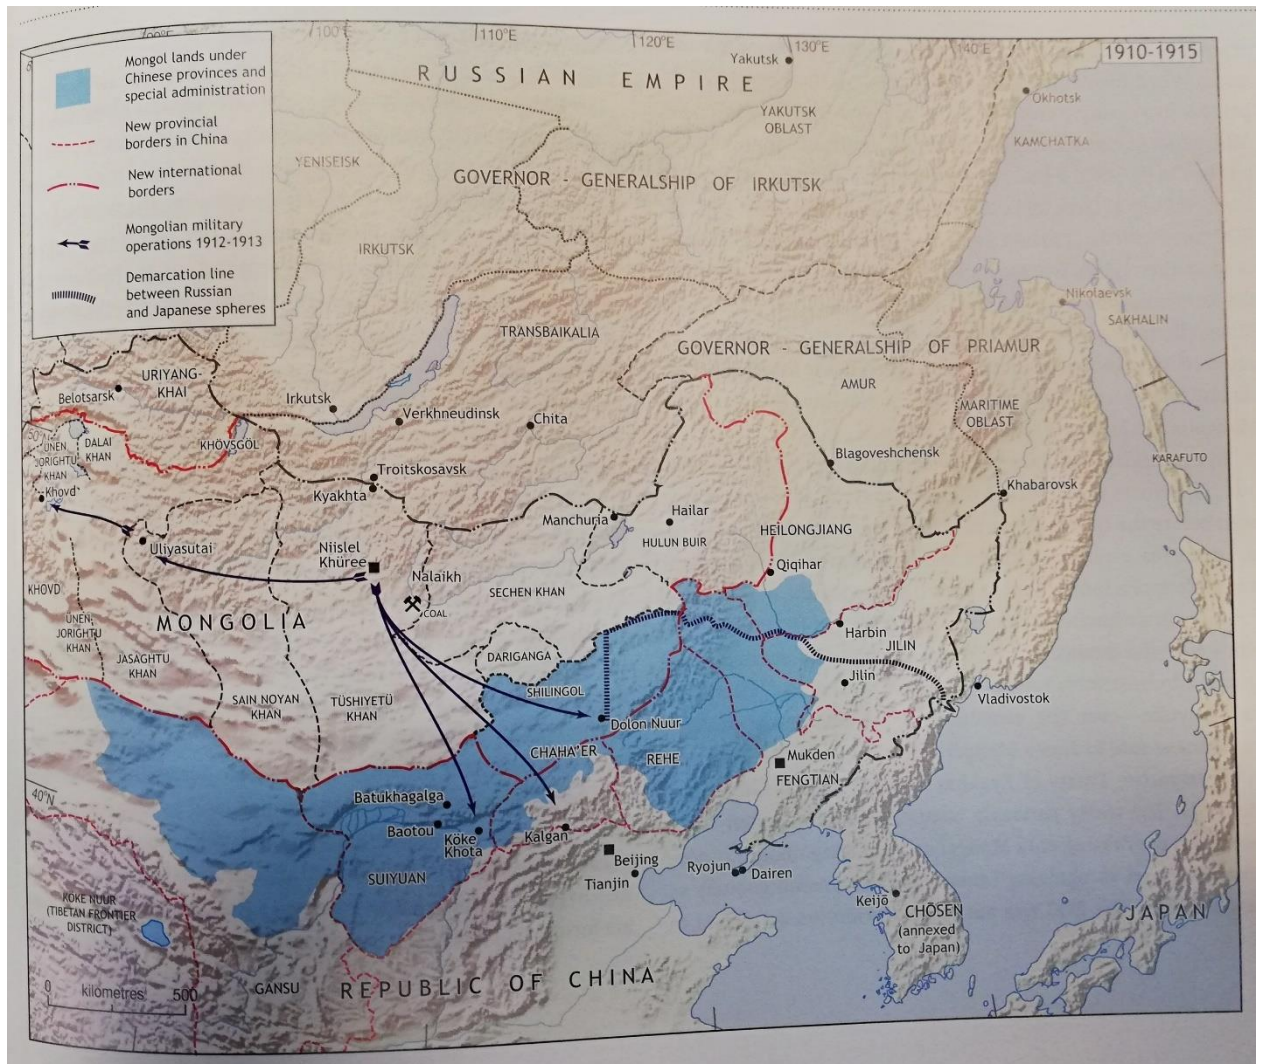 100°E
110°E
120°E
130°E
140°E
1910-1915
Mongol lands under
Chinese provinces and
special administration
New provincial
borders in China
New international
borders
Mongolian military
operations 1912-1913
Demarcation line
between Russian
and Japanese spheres
RUSSIAN EMPIRE
Yakutsk
YAKUTSK
OBLAST
Okhotsk
KAMCHATKA
YENISEISK
GOVERNOR - GENERALSHIP OF IRKUTSK
IRKUTSK
Nikolaevsk
SAKHALIN
TRANSBAIKALIA
GOVERNOR - GENERALSHIP OF PRIAMUR
AMUR
MARITIME
OBLAST
URIYANG-
KHAI
Belotsarsk
Irkutsk
Verkhneudinsk
Chita
50°N
KHÖVSGÖL
DALAI
KHAN
ÜNEN
JORIGHTU
KHAN
Blagoveshchensk
KARAFUTO
Troitskosavsk
Kyakhta
Khabarovsk
Khovd
Manchuria
Hailar
HULUN BUIR
HEILONGJIANG
Uliyasutai
Niislel
Khüree
Nalaikh
COAL
SECHEN KHAN
Qiqihar
KHOVD
ÜNEN-
JORIGHTU
KHAN
MONGOLIA
JASAGHTU
KHAN
DARIGANGA
Harbin
JILIN
Jilin
SAIN NOYAN
KHAN
TÜSHIYETÜ
KHAN
SHILINGOL
Vladivostok
Dolon Nuur
CHAHA'ER
REHE
Mukden
FENGTIAN
40°N
Batukhagalga
Baotou
Köke
Khota
Kalgan
Beijing
Tianjin
Ryojun
Dairen
SUIYUAN
KÖKE NUUR
(TIBETAN FRONTIER
DISTRICT)
Keijō
CHŌSEN
(annexed
to Japan)
JAPAN
0 kilometres 500
GANSU
REPUBLIC OF CHINA